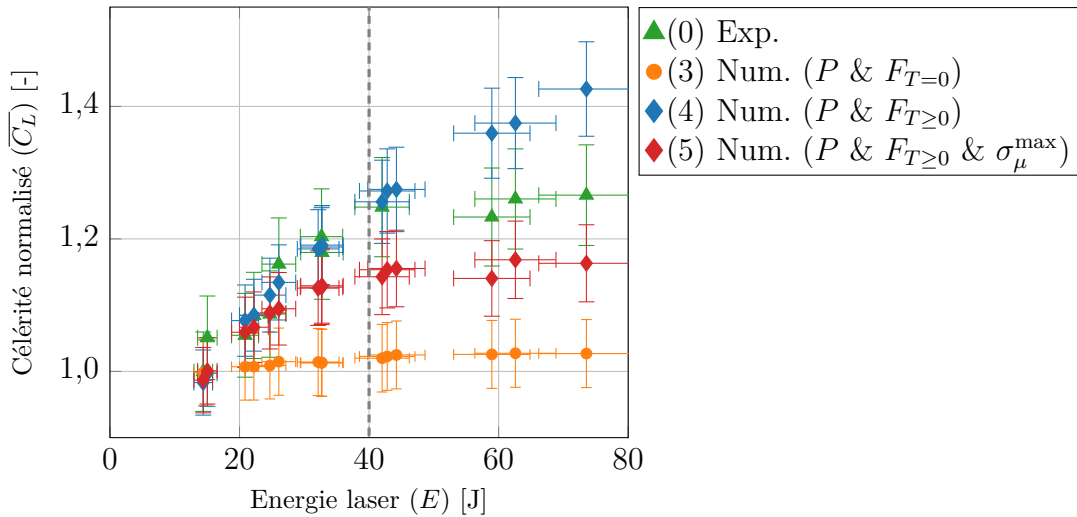 Célérité normalisé (C̅_L̅) [-]
1,4
1,2
1,0
0
20
40
60
80
Energie laser (E) [J]
(0) Exp.
(3) Num. (P & F_{T=0})
(4) Num. (P & F_{T≥0})
(5) Num. (P & F_{T≥0} & σ_μ^{max})